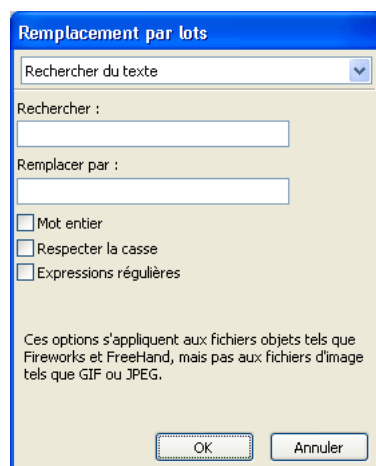 Remplacement par lots
Rechercher du texte
Rechercher :
Remplacer par :
Mot entier
Respecter la casse
Expressions régulières
Ces options s'appliquent aux fichiers objets tels que
Fireworks et FreeHand, mais pas aux fichiers d'image
tels que GIF ou JPEG.
OK
Annuler